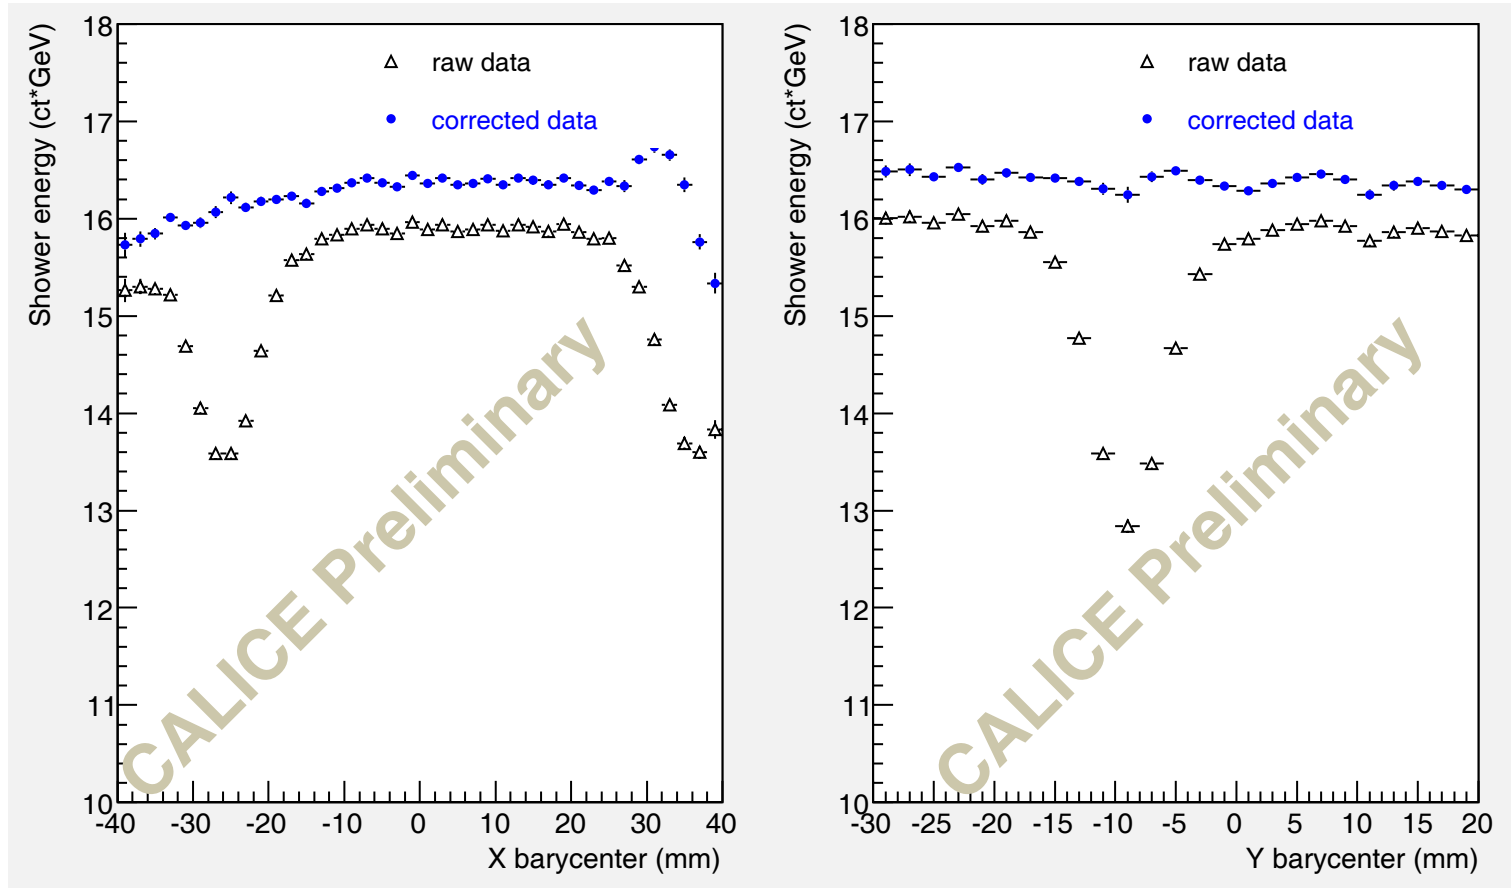 Shower energy (ct*GeV)
18
17
16
15
14
13
12
11
10
raw data
corrected data
CALICE Preliminary
-40 -30 -20 -10 0 10 20 30 40
X barycenter (mm)
Shower energy (ct*GeV)
18
17
16
15
14
13
12
11
10
raw data
corrected data
CALICE Preliminary
-30 -25 -20 -15 -10 -5 0 5 10 15 20
Y barycenter (mm)